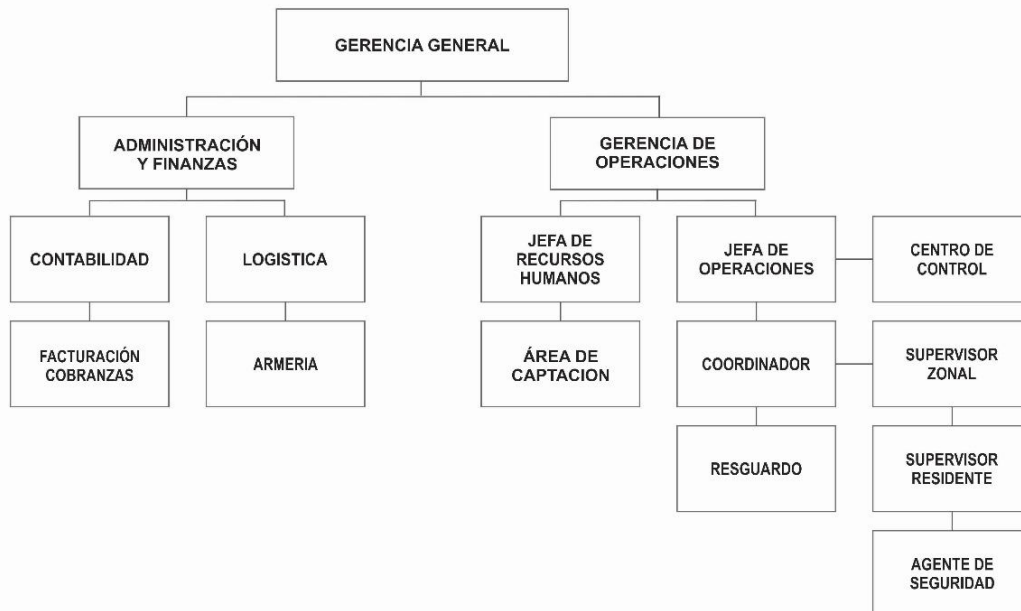 GERENCIA GENERAL
ADMINISTRACIÓN
Y FINANZAS
GERENCIA DE
OPERACIONES
CONTABILIDAD
LOGISTICA
JEFA DE
RECURSOS
HUMANOS
JEFA DE
OPERACIONES
CENTRO DE
CONTROL
FACTURACIÓN
COBRANZAS
ARMERIA
ÁREA DE
CAPTACION
COORDINADOR
SUPERVISOR
ZONAL
RESGUARDO
SUPERVISOR
RESIDENTE
AGENTE DE
SEGURIDAD